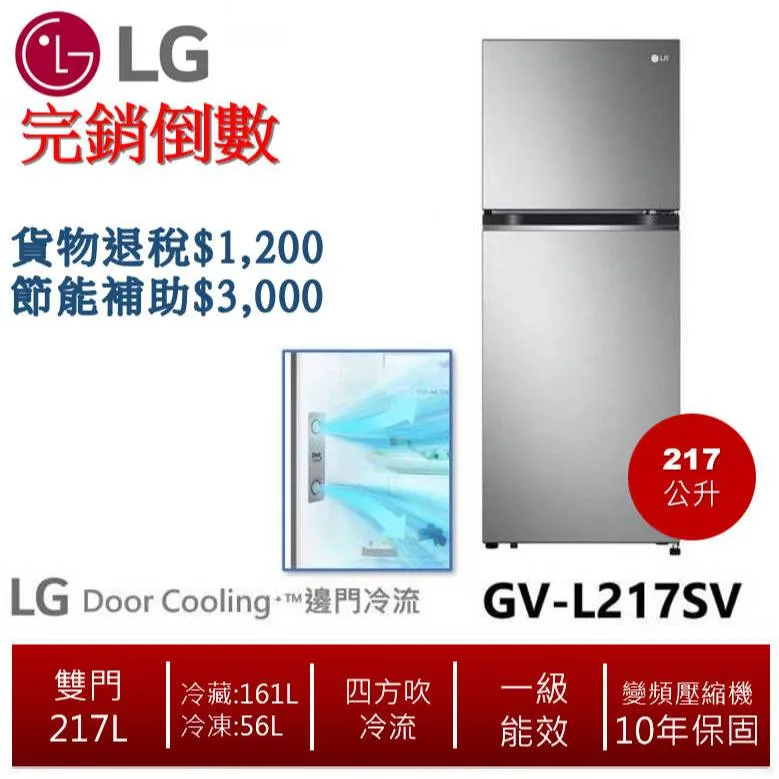 LG
完銷倒數
貨物退稅$1,200
節能補助$3,000
LG
217
公升
LG Door Cooling⁺™邊門冷流
GV-L217SV
雙門
217L
冷藏:161L
冷凍:56L
四方吹
冷流
一級
能效
變頻壓縮機
10年保固